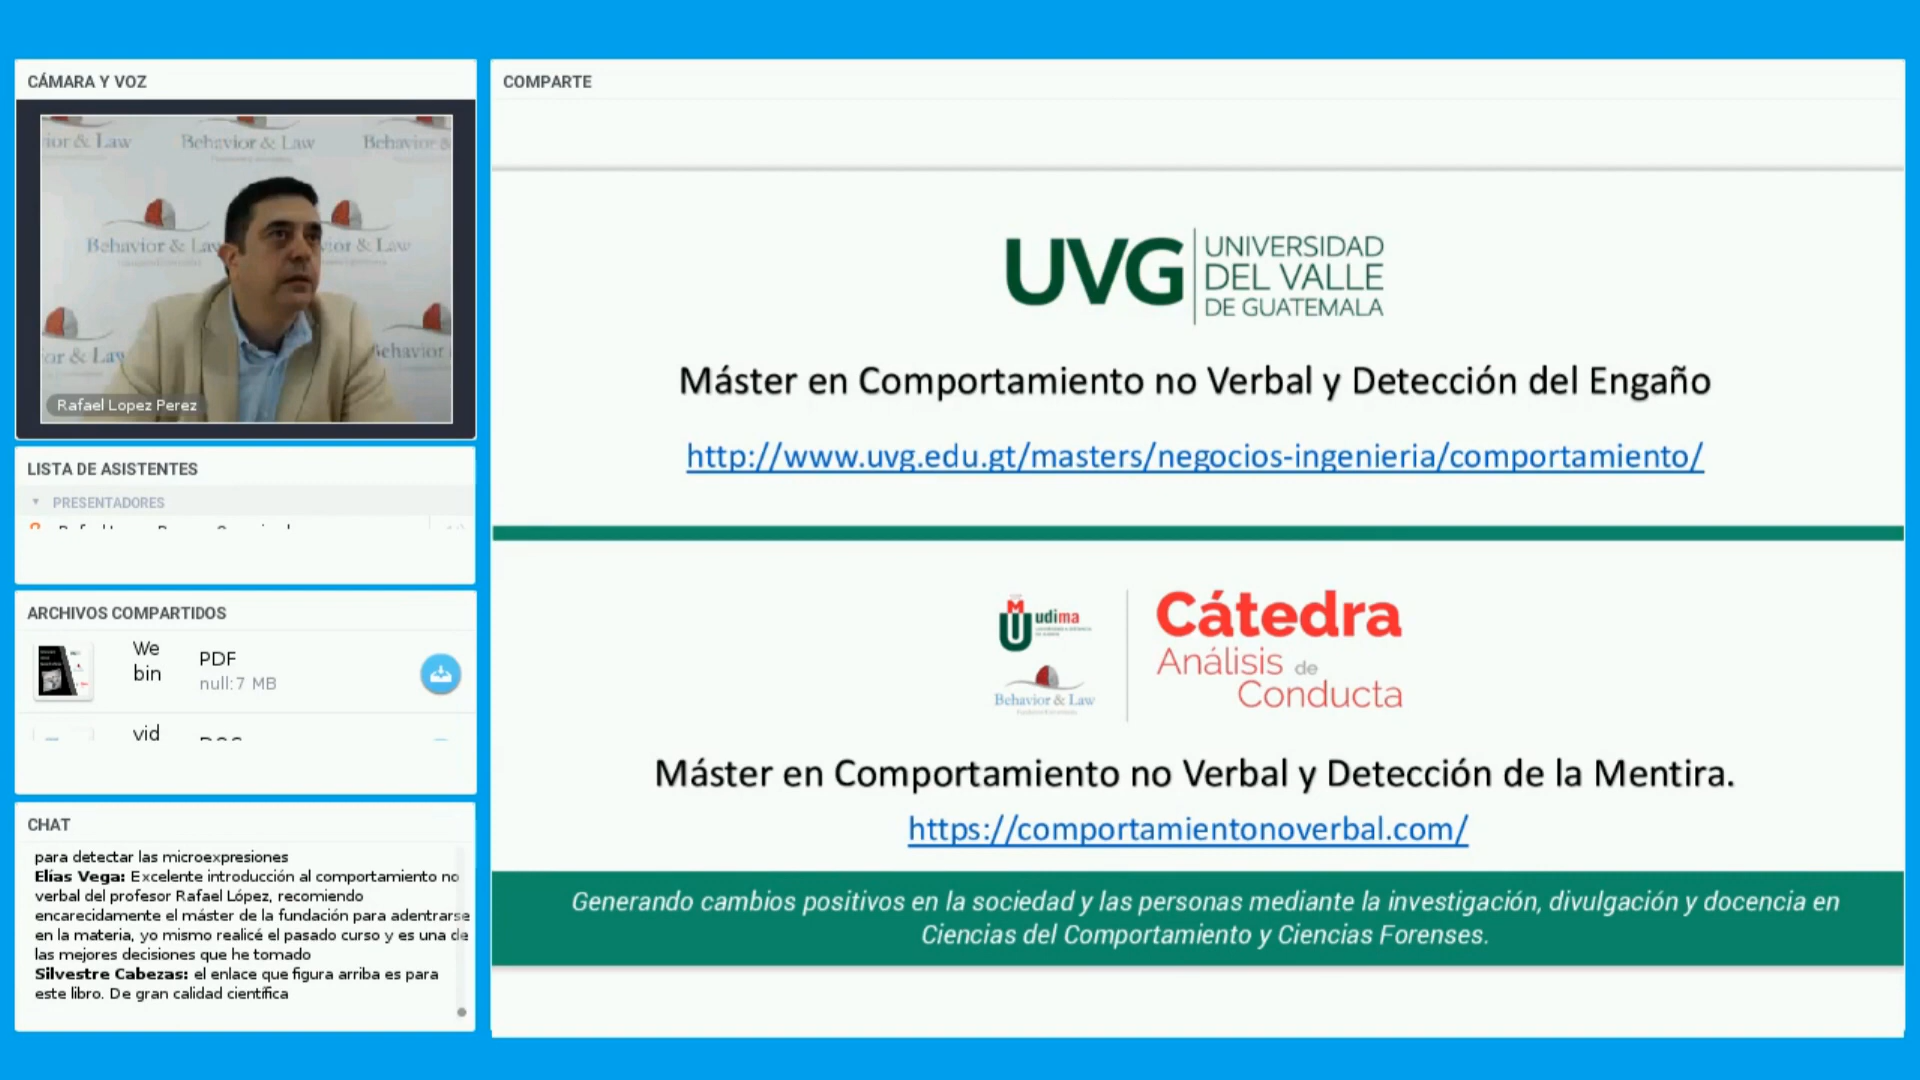 CÁMARA Y VOZ
ior & Law
Behavior & Law
Behavior &
Behavior & Law
vior & Law
ior & Law
Behavior
Rafael Lopez Perez
LISTA DE ASISTENTES
PRESENTADORES
ARCHIVOS COMPARTIDOS
We
bin
PDF
null:7 MB
vid
CHAT
para detectar las microexpresiones
Elías Vega: Excelente introducción al comportamiento no
verbal del profesor Rafael López, recomiendo
encarecidamente el máster de la fundación para adentrarse
en la materia, yo mismo realicé el pasado curso y es una de
las mejores decisiones que he tomado
Silvestre Cabezas: el enlace que figura arriba es para
este libro. De gran calidad científica
COMPARTE
UVG
UNIVERSIDAD
DEL VALLE
DE GUATEMALA
Máster en Comportamiento no Verbal y Detección del Engaño
http://www.uvg.edu.gt/masters/negocios-ingenieria/comportamiento/
udima
Behavior & Law
Cátedra
Análisis de
Conducta
Máster en Comportamiento no Verbal y Detección de la Mentira.
https://comportamientonoverbal.com/
Generando cambios positivos en la sociedad y las personas mediante la investigación, divulgación y docencia en
Ciencias del Comportamiento y Ciencias Forenses.